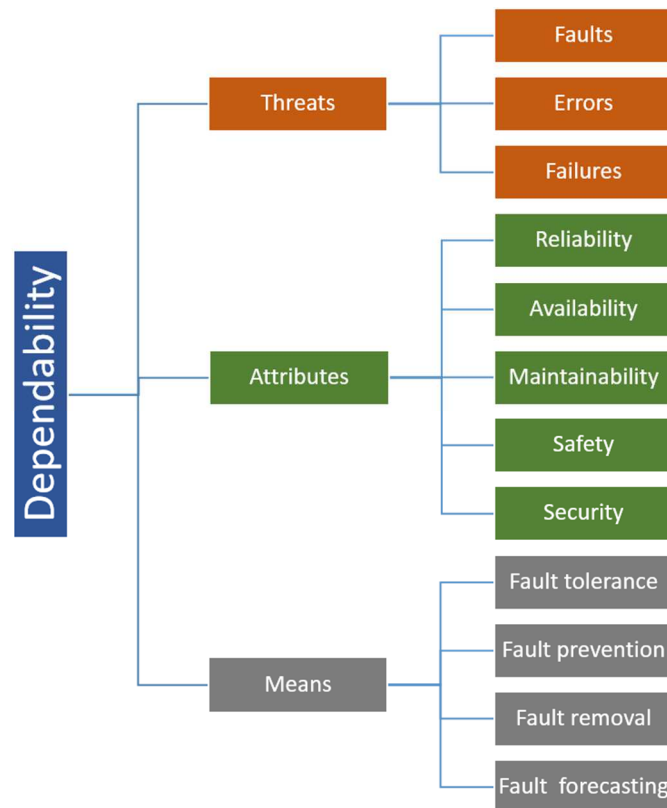 Dependability
Threats
Faults
Errors
Failures
Attributes
Reliability
Availability
Maintainability
Safety
Security
Means
Fault tolerance
Fault prevention
Fault removal
Fault forecasting